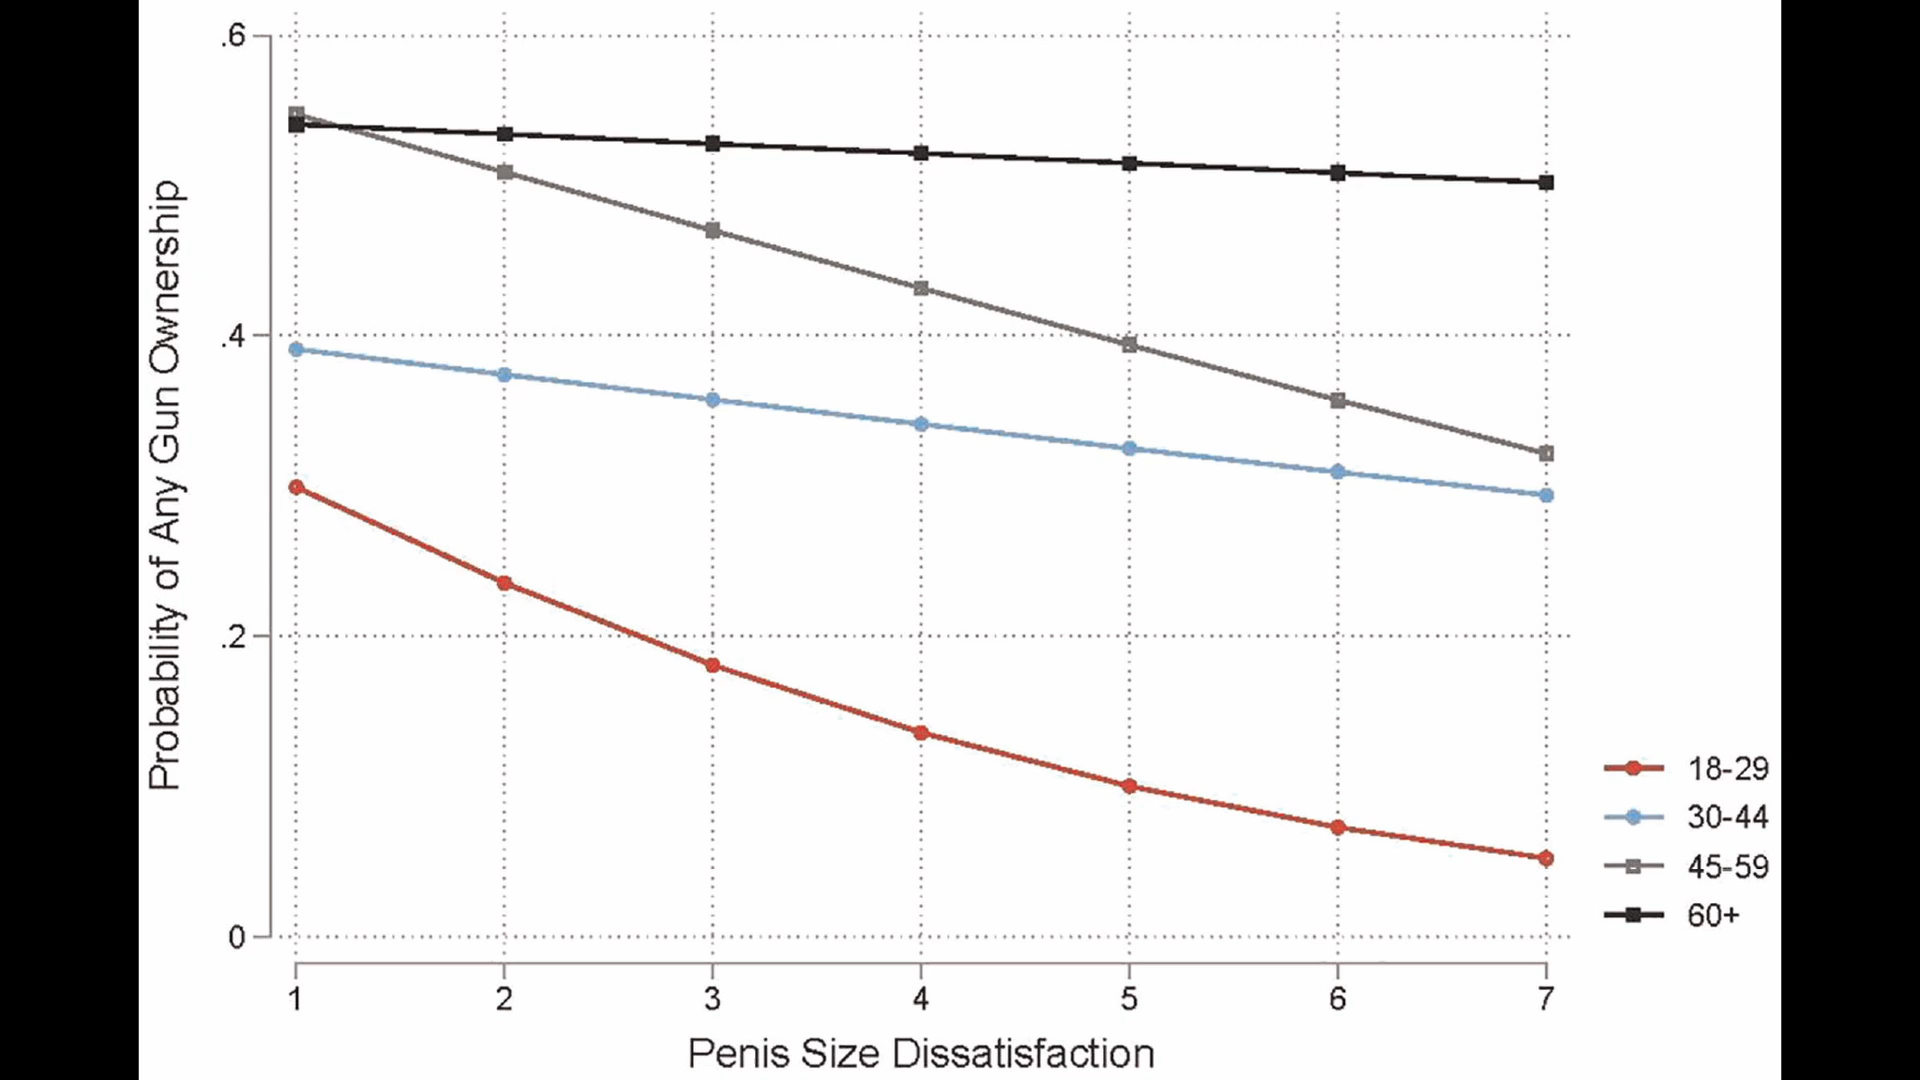 .6
.4
.2
0
Probability of Any Gun Ownership
1 2 3 4 5 6 7
Penis Size Dissatisfaction
18-29
30-44
45-59
60+